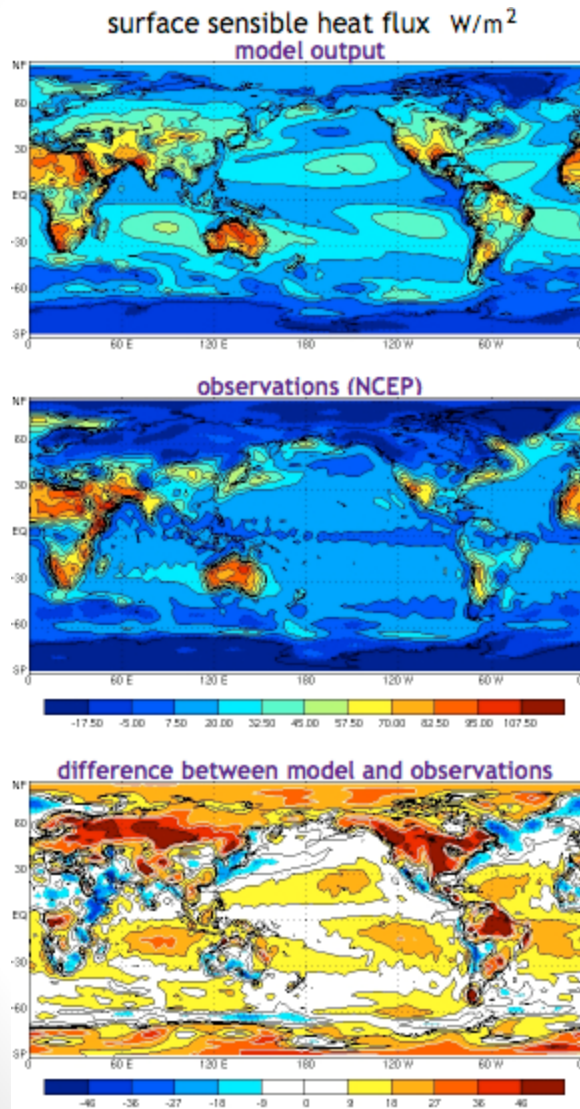 surface sensible heat flux W/m²
model output
NP
60
30
EQ
-30
-60
SP
0 60 E 120 E 180 120 W 60 W 0
observations (NCEP)
NP
60
30
EQ
-30
-60
SP
0 60 E 120 E 180 120 W 60 W 0
-17.50 -5.00 7.50 20.00 32.50 45.00 57.50 70.00 82.50 95.00 107.50
difference between model and observations
NP
60
30
EQ
-30
-60
SP
0 60 E 120 E 180 120 W 60 W 0
-36 -27 -18 -9 0 9 18 27 36